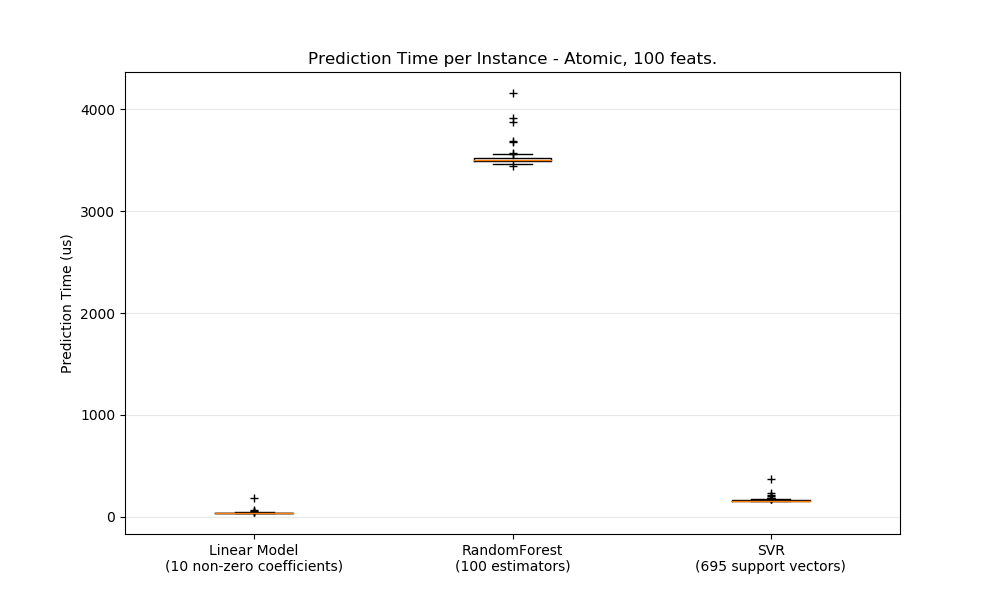 Prediction Time per Instance - Atomic, 100 feats.
Prediction Time (us)
4000
3000
2000
1000
0
Linear Model
(10 non-zero coefficients)
RandomForest
(100 estimators)
SVR
(695 support vectors)